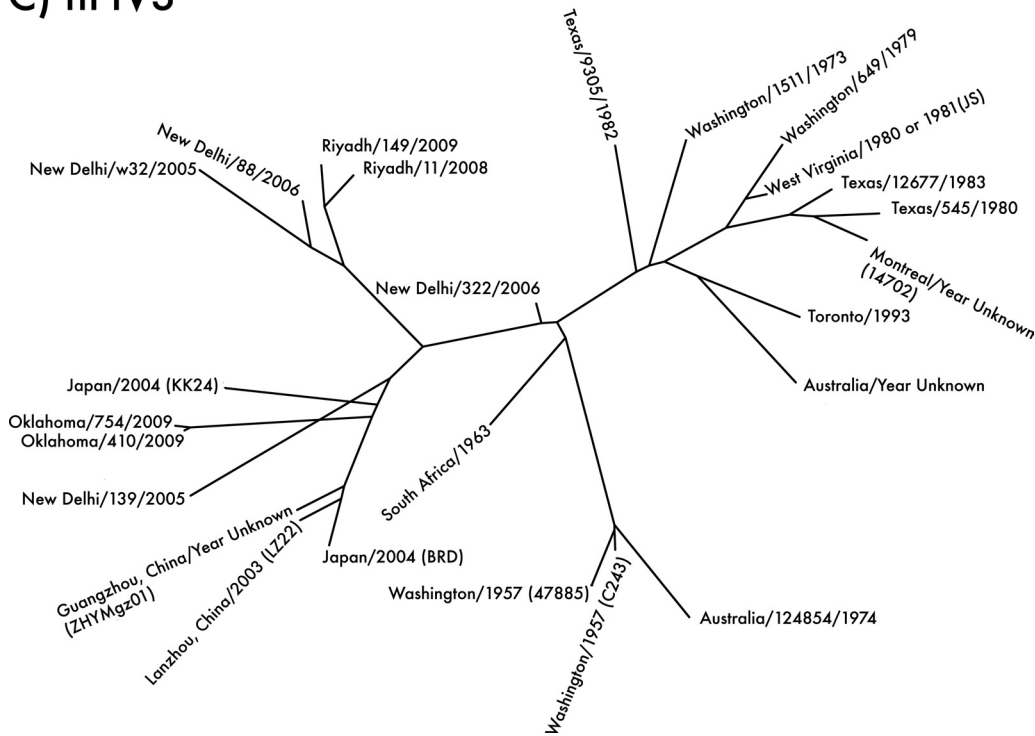 Texas/9305/1982
Washington/1511/1973
Washington/649/1979
West Virginia/1980 or 1981(JS)
Texas/12677/1983
Texas/545/1980
Montreal/Year Unknown
(14702)
Toronto/1993
Australia/Year Unknown
New Delhi/w32/2005
New Delhi/88/2006
Riyadh/149/2009
Riyadh/11/2008
New Delhi/322/2006
Japan/2004 (KK24)
Oklahoma/754/2009
Oklahoma/410/2009
New Delhi/139/2005
Guangzhou, China/Year Unknown
(ZHYMgz01)
Lanzhou, China/2003 (LZ22)
Japan/2004 (BRD)
South Africa/1963
Washington/1957 (47885)
Washington/1957 (C243)
Australia/124854/1974